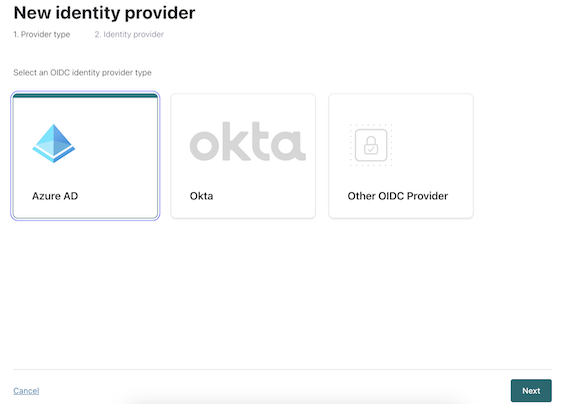 New identity provider
1. Provider type 2. Identity provider
Select an OIDC identity provider type
okta
Azure AD Okta Other OIDC Provider
Cancel Next